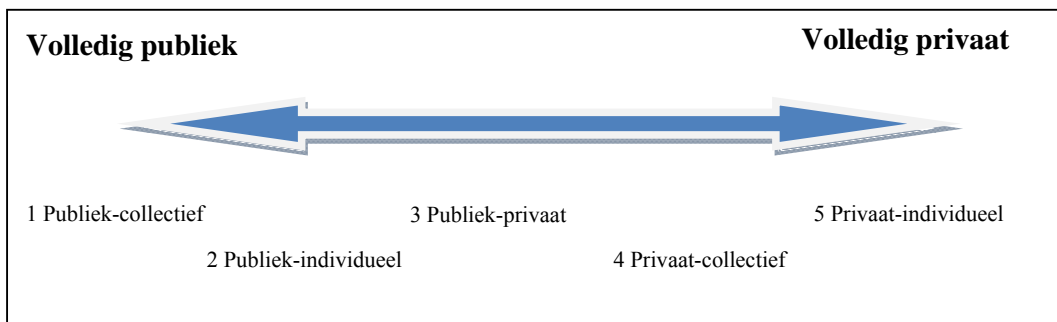 Volledig publiek
Volledig privaat
1 Publiek-collectief
3 Publiek-privaat
5 Privaat-individueel
2 Publiek-individueel
4 Privaat-collectief